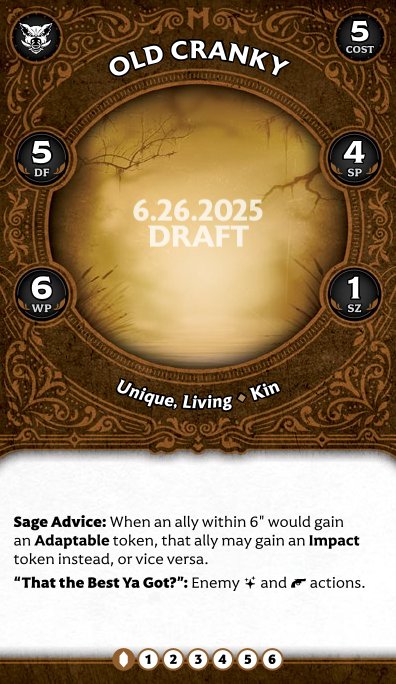 5
COST
OLD CRANKY
5
DF
4
SP
6.26.2025
DRAFT
6
WP
1
SZ
Unique, Living ◆ Kin
Sage Advice: When an ally within 6" would gain
an Adaptable token, that ally may gain an Impact
token instead, or vice versa.
“That the Best Ya Got?”: Enemy and actions.
1 2 3 4 5 6